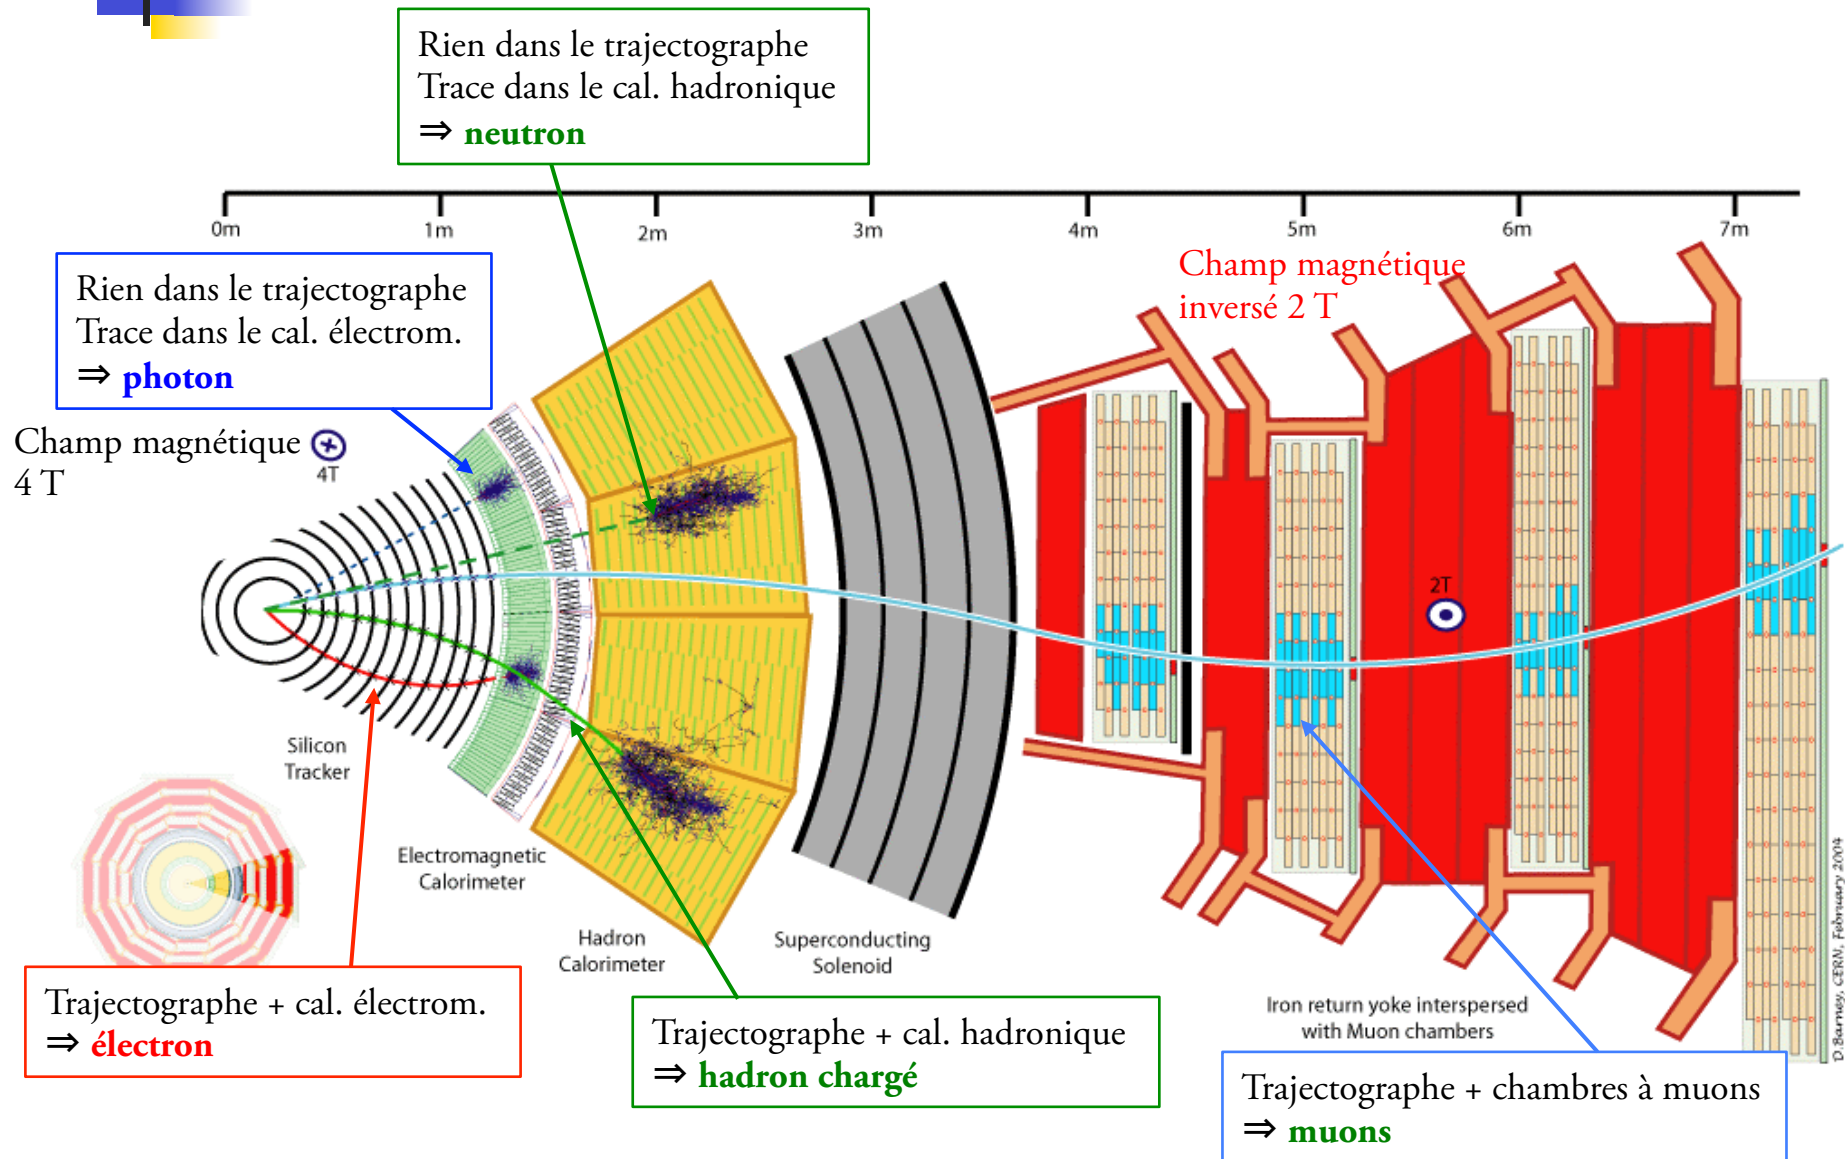 Rien dans le trajectographe
Trace dans le cal. hadronique
⇒ neutron
0m 1m 2m 3m 4m 5m 6m 7m
Rien dans le trajectographe
Trace dans le cal. électrom.
⇒ photon
Champ magnétique
inversé 2 T
Champ magnétique
4 T
4T
2T
Silicon
Tracker
Electromagnetic
Calorimeter
Hadron
Calorimeter
Superconducting
Solenoid
Iron return yoke interspersed
with Muon chambers
D.Barney, CERN, February 2004
Trajectographe + cal. électrom.
⇒ électron
Trajectographe + cal. hadronique
⇒ hadron chargé
Trajectographe + chambres à muons
⇒ muons